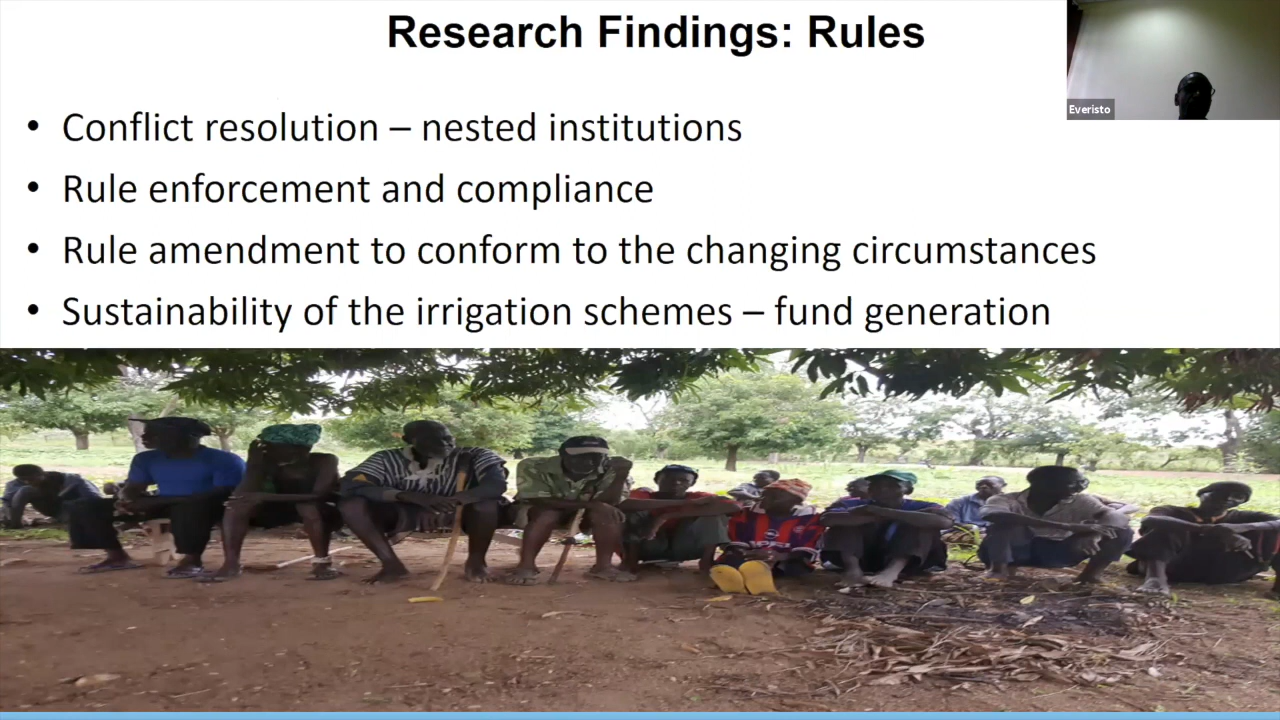 Research Findings: Rules
Everisto
• Conflict resolution – nested institutions
• Rule enforcement and compliance
• Rule amendment to conform to the changing circumstances
• Sustainability of the irrigation schemes – fund generation